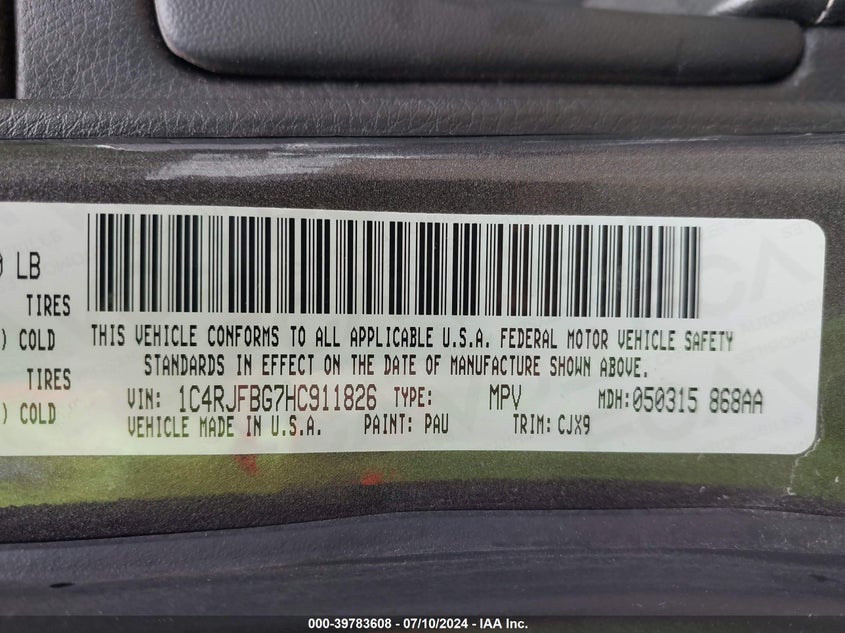 0 LB
TIRES
) COLD
TIRES
) COLD
THIS VEHICLE CONFORMS TO ALL APPLICABLE U.S.A. FEDERAL MOTOR VEHICLE SAFETY
STANDARDS IN EFFECT ON THE DATE OF MANUFACTURE SHOWN ABOVE.
VIN: 1C4RJFBG7HC911826 TYPE: MPV MDH:050315 868AA
VEHICLE MADE IN U.S.A. PAINT: PAU TRIM: CJX9
000-39783608 - 07/10/2024 - IAA Inc.